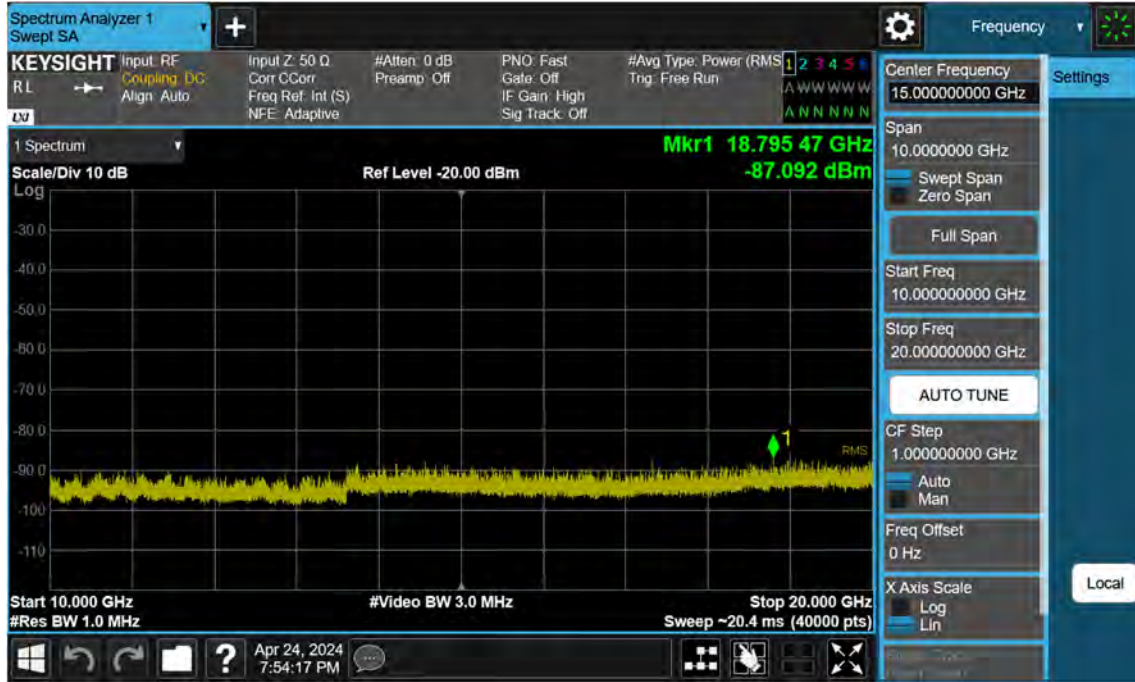 Spectrum Analyzer 1
Swept SA
Frequency
KEYSIGHT
RL
LXI
Input: RF
Coupling: DC
Align: Auto
Input Z: 50 Ω
Corr CCorr
Freq Ref: Int (S)
NFE: Adaptive
#Atten: 0 dB
Preamp: Off
PNO: Fast
Gate: Off
IF Gain: High
Sig Track: Off
#Avg Type: Power (RMS
Trig: Free Run
1 2 3 4 5 6
A W W W W W
A N N N N N
1 Spectrum
Scale/Div 10 dB
Log
Ref Level -20.00 dBm
Mkr1 18.795 47 GHz
-87.092 dBm
-30.0
-40.0
-50.0
-60.0
-70.0
-80.0
-90.0
-100
-110
1
RMS
Start 10.000 GHz
#Res BW 1.0 MHz
#Video BW 3.0 MHz
Stop 20.000 GHz
Sweep ~20.4 ms (40000 pts)
?
Apr 24, 2024
7:54:17 PM
Center Frequency
15.000000000 GHz
Settings
Span
10.0000000 GHz
Swept Span
Zero Span
Full Span
Start Freq
10.000000000 GHz
Stop Freq
20.000000000 GHz
AUTO TUNE
CF Step
1.000000000 GHz
Auto
Man
Freq Offset
0 Hz
X Axis Scale
Log
Lin
Local